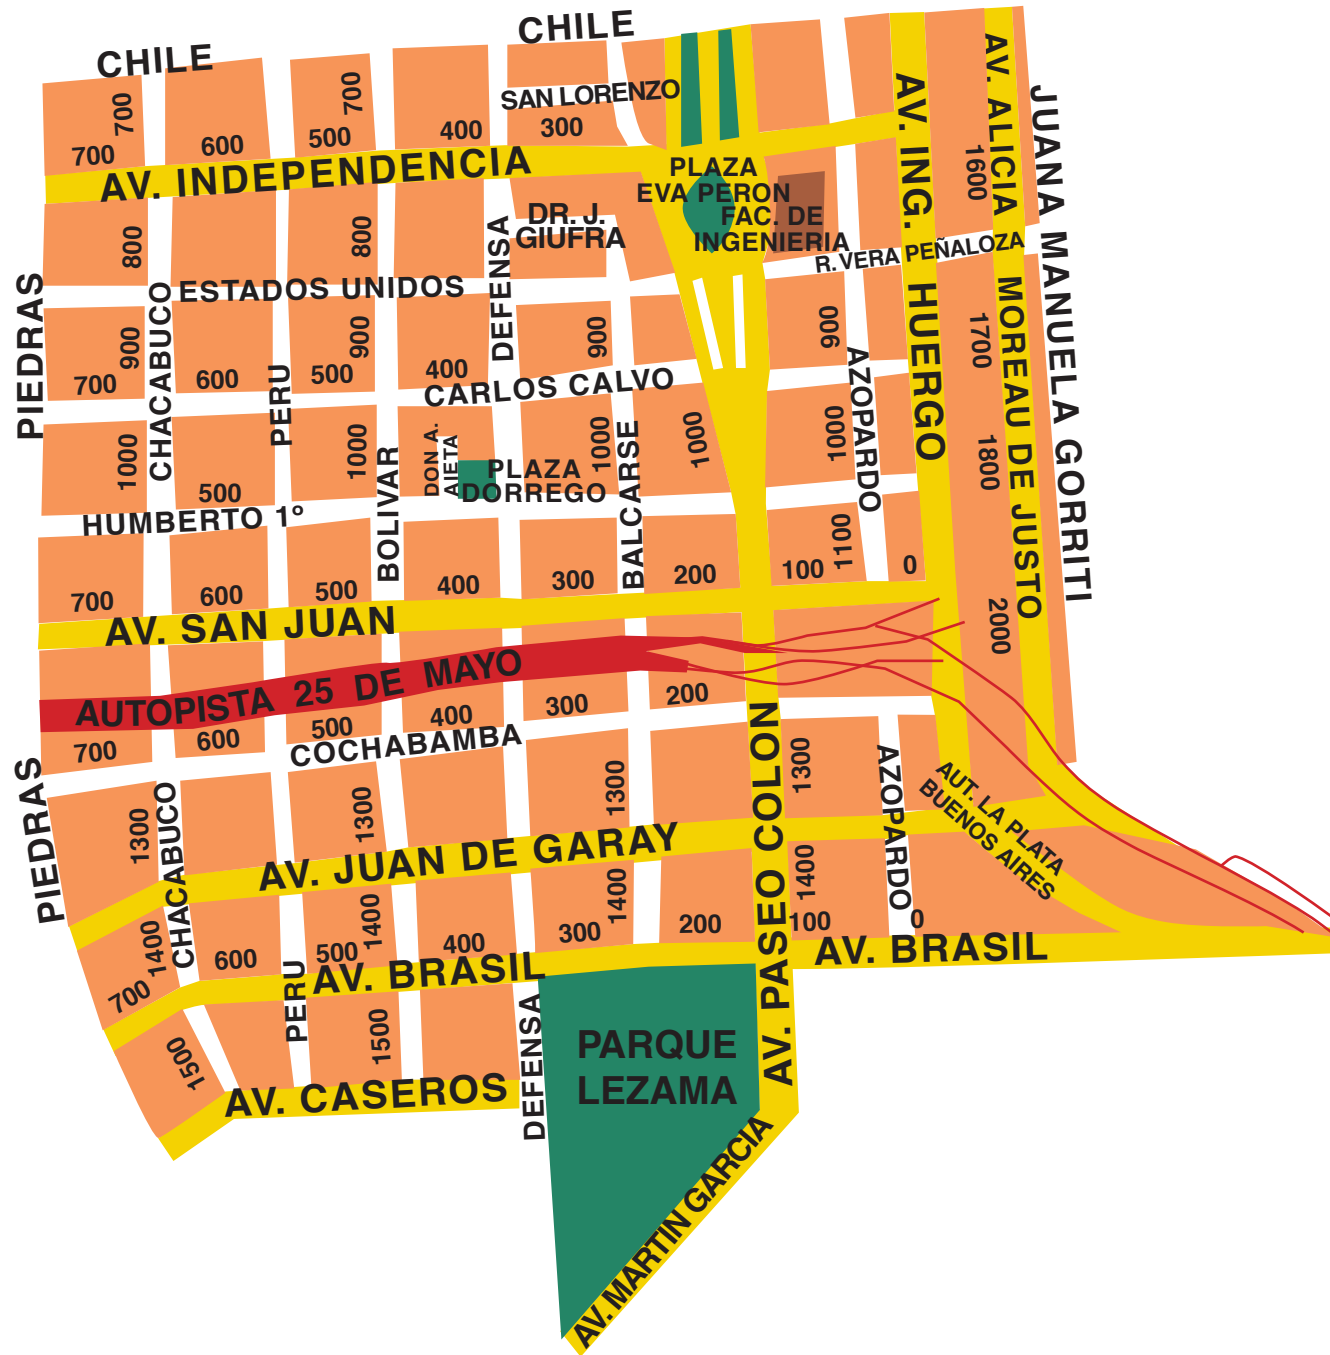 CHILE
CHILE
700
700
SAN LORENZO
700
600
500
400
300
AV. INDEPENDENCIA
PLAZA
EVA PERON
FAC. DE
INGENIERIA
AV. ING. HUERGO
AV. ALICIA MOREAU DE JUSTO
JUANA MANUELA GORRITI
1600
R. VERA PEÑALOZA
800
800
DR. J.
GIUFRA
DEFENSA
ESTADOS UNIDOS
PIEDRAS
CHACABUCO
PERU
900
900
900
900
1700
700
600
500
400
CARLOS CALVO
AZOPARDO
1000
1000
1000
1000
1000
1800
BOLIVAR
DON A.
AIETA
PLAZA
DORREGO
BALCARSE
500
HUMBERTO 1º
1100
700
600
500
400
300
200
100
0
2000
AV. SAN JUAN
AUTOPISTA 25 DE MAYO
700
600
500
400
300
200
COCHABAMBA
PIEDRAS
CHACABUCO
1300
1300
1300
1300
AV. PASEO COLON
AZOPARDO
AUT. LA PLATA
BUENOS AIRES
AV. JUAN DE GARAY
1400
1400
1400
1400
700
600
500
400
300
200
100
0
AV. BRASIL
AV. BRASIL
PERU
1500
1500
DEFENSA
PARQUE
LEZAMA
AV. CASEROS
AV. MARTIN GARCIA